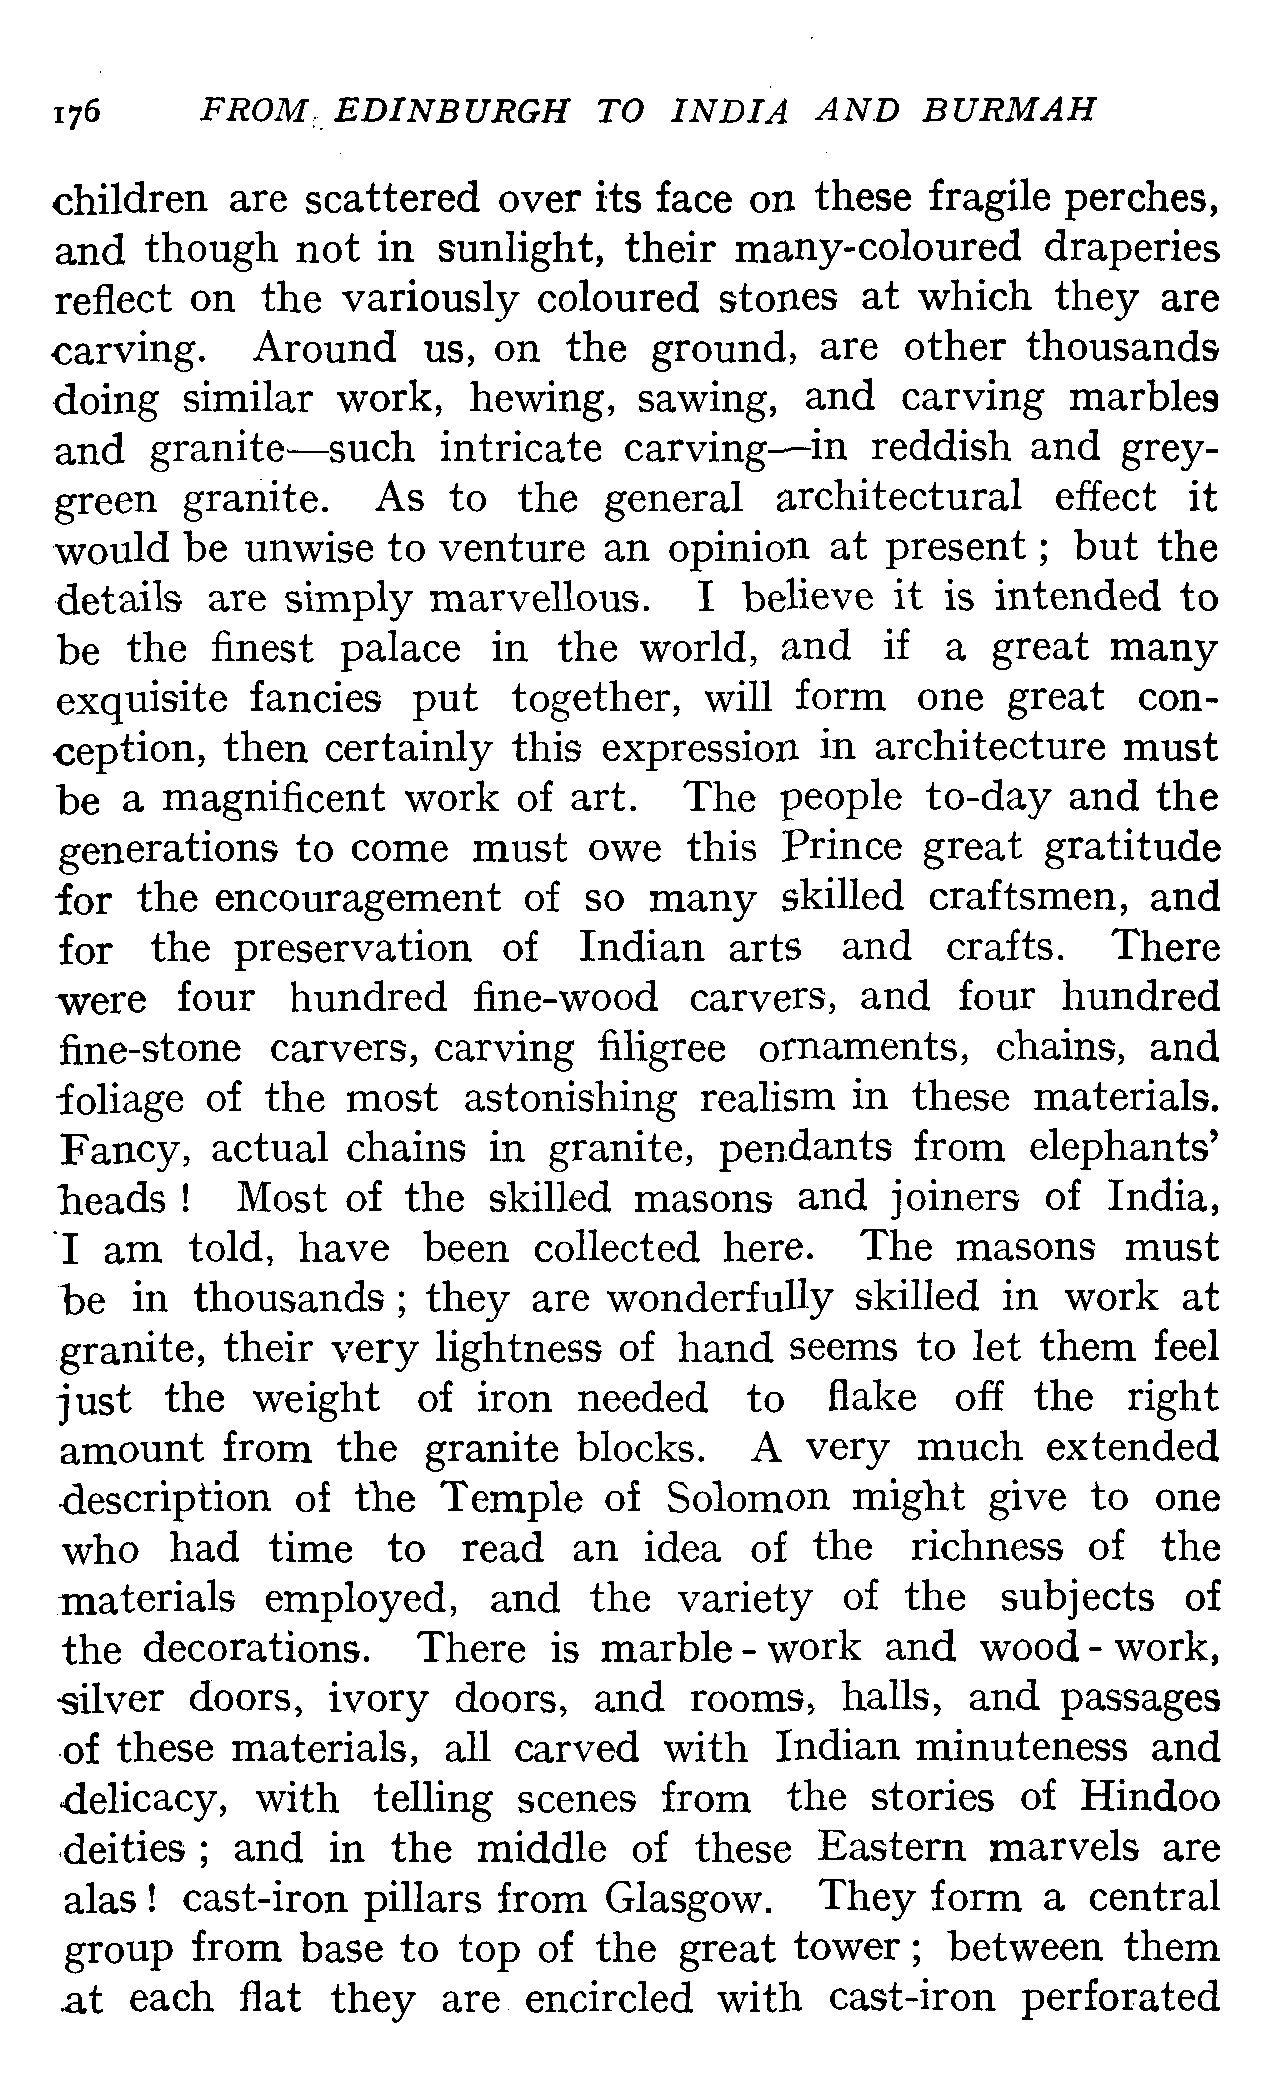 176 FROM EDINBURGH TO INDIA AND BURMAH
children are scattered over its face on these fragile perches,
and though not in sunlight, their many-coloured draperies
reflect on the variously coloured stones at which they are
carving. Around us, on the ground, are other thousands
doing similar work, hewing, sawing, and carving marbles
and granite—such intricate carving—in reddish and grey-
green granite. As to the general architectural effect it
would be unwise to venture an opinion at present ; but the
details are simply marvellous. I believe it is intended to
be the finest palace in the world, and if a great many
exquisite fancies put together, will form one great con-
ception, then certainly this expression in architecture must
be a magnificent work of art. The people to-day and the
generations to come must owe this Prince great gratitude
for the encouragement of so many skilled craftsmen, and
for the preservation of Indian arts and crafts. There
were four hundred fine-wood carvers, and four hundred
fine-stone carvers, carving filigree ornaments, chains, and
foliage of the most astonishing realism in these materials.
Fancy, actual chains in granite, pendants from elephants'
heads ! Most of the skilled masons and joiners of India,
I am told, have been collected here. The masons must
be in thousands ; they are wonderfully skilled in work at
granite, their very lightness of hand seems to let them feel
just the weight of iron needed to flake off the right
amount from the granite blocks. A very much extended
description of the Temple of Solomon might give to one
who had time to read an idea of the richness of the
materials employed, and the variety of the subjects of
the decorations. There is marble-work and wood-work,
silver doors, ivory doors, and rooms, halls, and passages
of these materials, all carved with Indian minuteness and
delicacy, with telling scenes from the stories of Hindoo
deities ; and in the middle of these Eastern marvels are
alas ! cast-iron pillars from Glasgow. They form a central
group from base to top of the great tower ; between them
at each flat they are encircled with cast-iron perforated